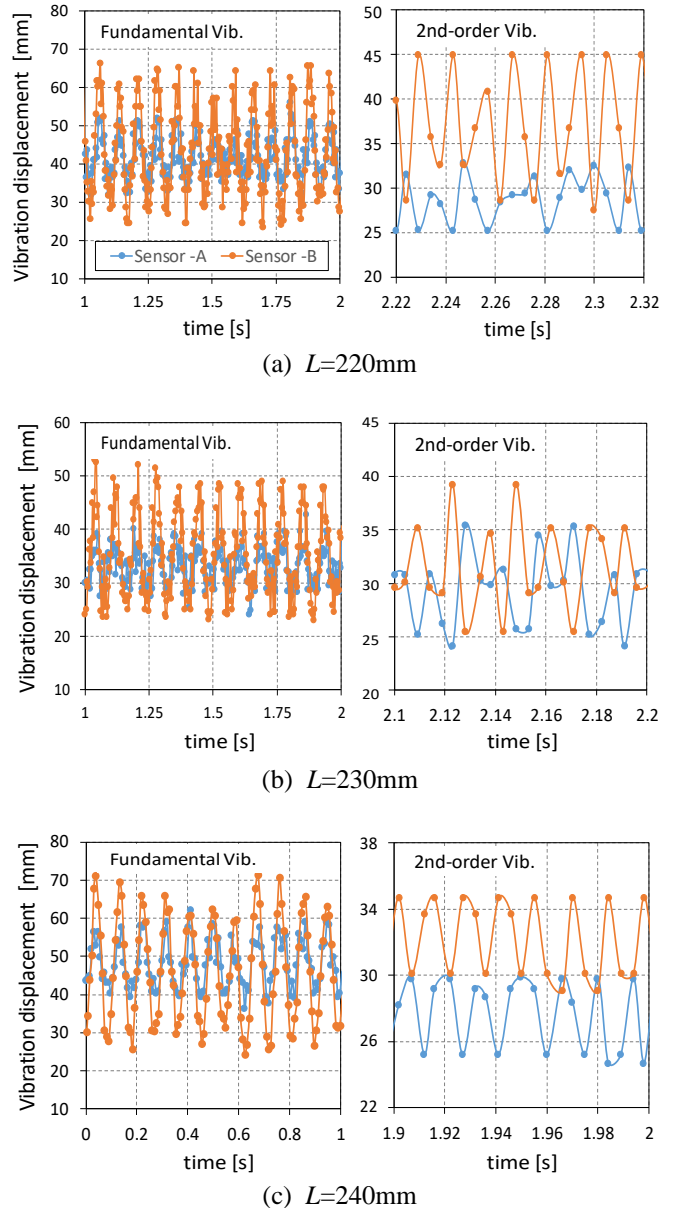 Vibration displacement [mm]
80
70
60
50
40
30
20
10
Fundamental Vib.
Sensor -A Sensor -B
1 1.25 1.5 1.75 2
time [s]
50
45
40
35
30
25
20
2nd-order Vib.
2.22 2.24 2.26 2.28 2.3 2.32
time [s]
(a) L=220mm
Vibration displacement [mm]
60
50
40
30
20
10
Fundamental Vib.
1 1.25 1.5 1.75 2
time [s]
45
40
35
30
25
20
2nd-order Vib.
2.1 2.12 2.14 2.16 2.18 2.2
time [s]
(b) L=230mm
Vibration displacement [mm]
80
70
60
50
40
30
20
10
Fundamental Vib.
0 0.2 0.4 0.6 0.8 1
time [s]
38
34
30
26
22
2nd-order Vib.
1.9 1.92 1.94 1.96 1.98 2
time [s]
(c) L=240mm